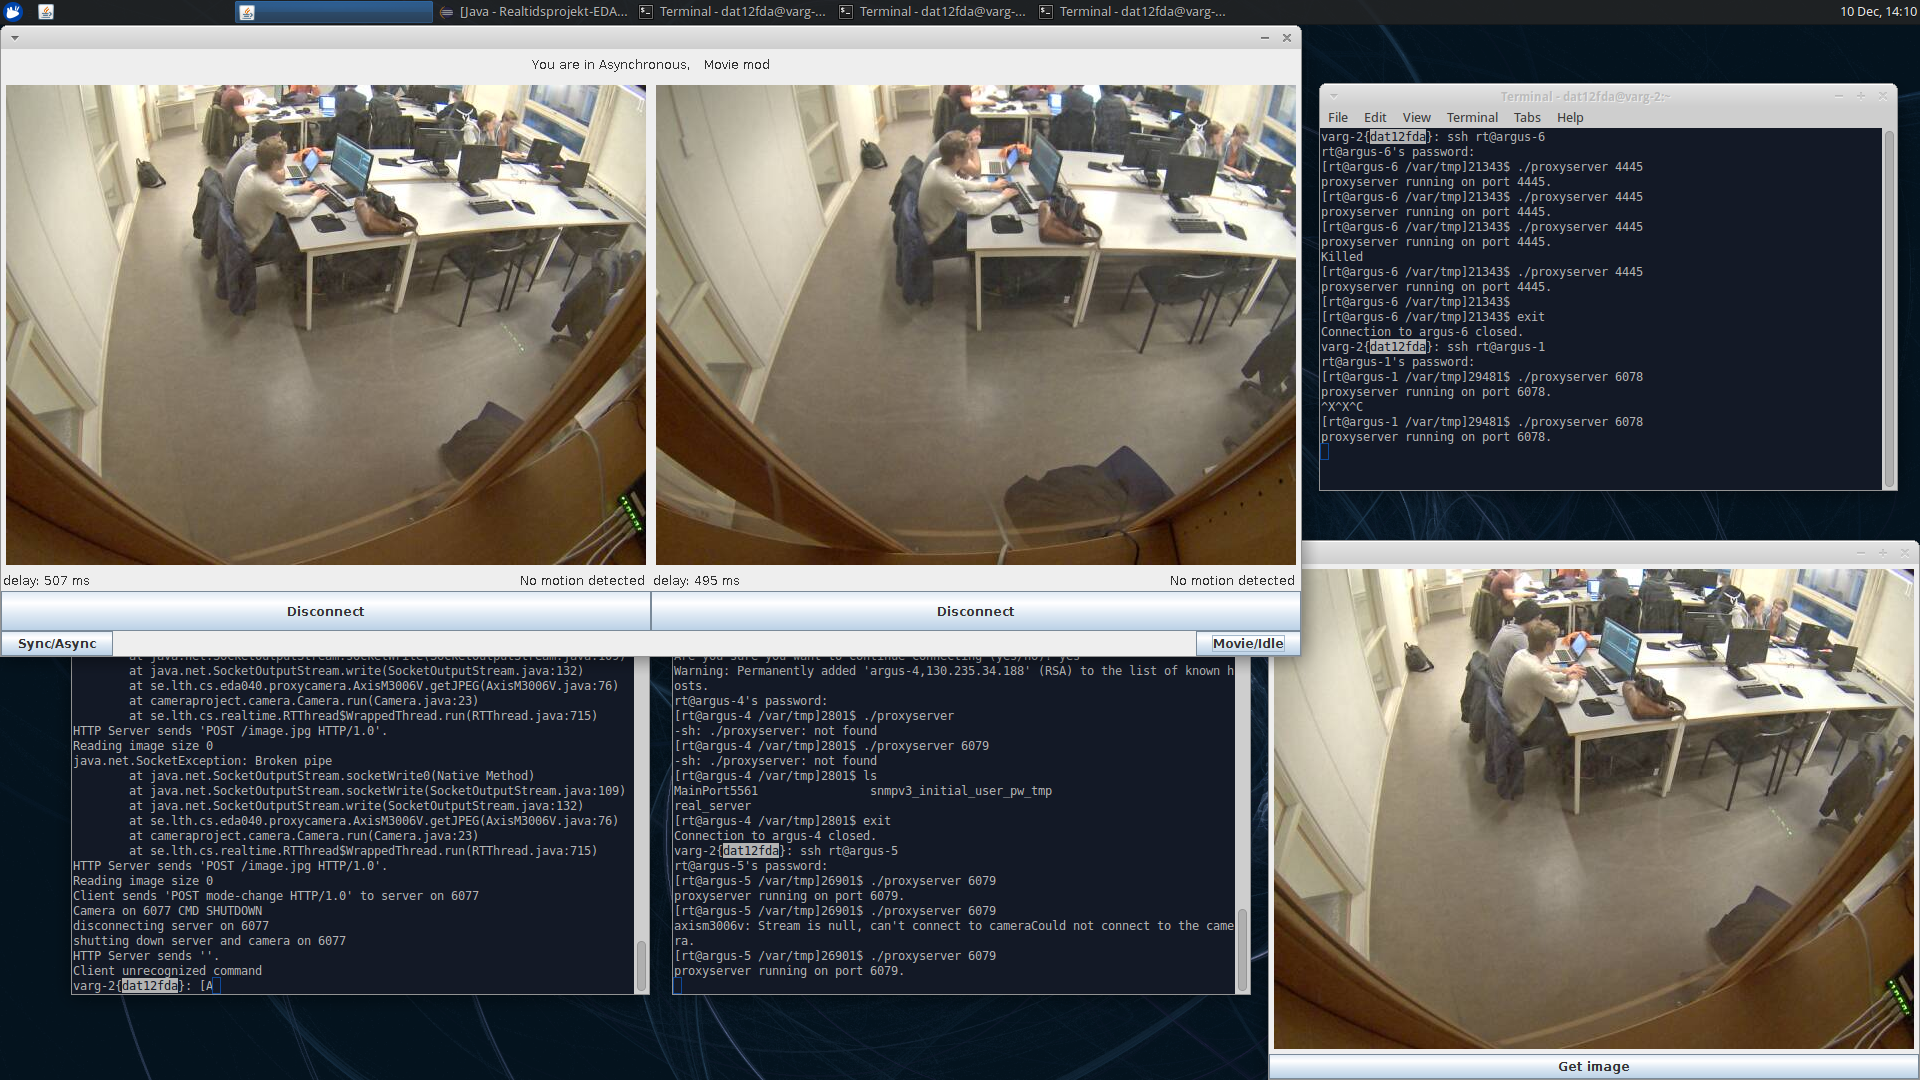 [Java - Realtidsprojekt-EDA...
Terminal - dat12fda@varg-...
Terminal - dat12fda@varg-...
Terminal - dat12fda@varg-...
10 Dec, 14:10
You are in Asynchronous, Movie mod
delay: 507 ms
No motion detected
delay: 495 ms
No motion detected
Disconnect
Disconnect
Sync/Async
Movie/Idle
Terminal - dat12fda@varg-2:~
File Edit View Terminal Tabs Help
varg-2{dat12fda}: ssh rt@argus-6
rt@argus-6's password:
[rt@argus-6 /var/tmp]21343$ ./proxyserver 4445
proxyserver running on port 4445.
[rt@argus-6 /var/tmp]21343$ ./proxyserver 4445
proxyserver running on port 4445.
[rt@argus-6 /var/tmp]21343$ ./proxyserver 4445
proxyserver running on port 4445.
Killed
[rt@argus-6 /var/tmp]21343$ ./proxyserver 4445
proxyserver running on port 4445.
[rt@argus-6 /var/tmp]21343$
[rt@argus-6 /var/tmp]21343$ exit
Connection to argus-6 closed.
varg-2{dat12fda}: ssh rt@argus-1
rt@argus-1's password:
[rt@argus-1 /var/tmp]29481$ ./proxyserver 6078
proxyserver running on port 6078.
^X^X^C
[rt@argus-1 /var/tmp]29481$ ./proxyserver 6078
proxyserver running on port 6078.
at java.net.SocketOutputStream.socketWrite(SocketOutputStream.java:109)
at java.net.SocketOutputStream.write(SocketOutputStream.java:132)
at se.lth.cs.eda040.proxycamera.AxisM3006V.getJPEG(AxisM3006V.java:76)
at cameraproject.camera.Camera.run(Camera.java:23)
at se.lth.cs.realtime.RTThread$WrappedThread.run(RTThread.java:715)
HTTP Server sends 'POST /image.jpg HTTP/1.0'.
Reading image size 0
java.net.SocketException: Broken pipe
at java.net.SocketOutputStream.socketWrite0(Native Method)
at java.net.SocketOutputStream.socketWrite(SocketOutputStream.java:109)
at java.net.SocketOutputStream.write(SocketOutputStream.java:132)
at se.lth.cs.eda040.proxycamera.AxisM3006V.getJPEG(AxisM3006V.java:76)
at cameraproject.camera.Camera.run(Camera.java:23)
at se.lth.cs.realtime.RTThread$WrappedThread.run(RTThread.java:715)
HTTP Server sends 'POST /image.jpg HTTP/1.0'.
Reading image size 0
Client sends 'POST mode-change HTTP/1.0' to server on 6077
Camera on 6077 CMD SHUTDOWN
disconnecting server on 6077
shutting down server and camera on 6077
HTTP Server sends ''.
Client unrecognized command
varg-2{dat12fda}: [A
Are you sure you want to continue connecting (yes/no)? yes
Warning: Permanently added 'argus-4,130.235.34.188' (RSA) to the list of known h
osts.
rt@argus-4's password:
[rt@argus-4 /var/tmp]2801$ ./proxyserver
-sh: ./proxyserver: not found
[rt@argus-4 /var/tmp]2801$ ./proxyserver 6079
-sh: ./proxyserver: not found
[rt@argus-4 /var/tmp]2801$ ls
MainPort5561 snmpv3_initial_user_pw_tmp
real_server
[rt@argus-4 /var/tmp]2801$ exit
Connection to argus-4 closed.
varg-2{dat12fda}: ssh rt@argus-5
rt@argus-5's password:
[rt@argus-5 /var/tmp]26901$ ./proxyserver 6079
proxyserver running on port 6079.
[rt@argus-5 /var/tmp]26901$ ./proxyserver 6079
axism3006v: Stream is null, can't connect to cameraCould not connect to the came
ra.
[rt@argus-5 /var/tmp]26901$ ./proxyserver 6079
proxyserver running on port 6079.
Get image